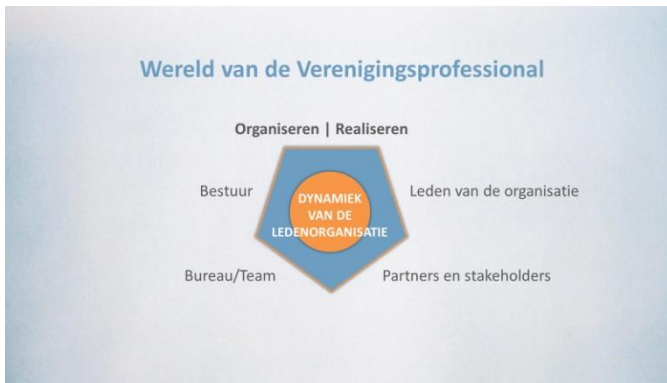 Wereld van de Verenigingsprofessional
Organiseren | Realiseren
Bestuur
DYNAMIEK
VAN DE
LEDENORGANISATIE
Leden van de organisatie
Bureau/Team
Partners en stakeholders